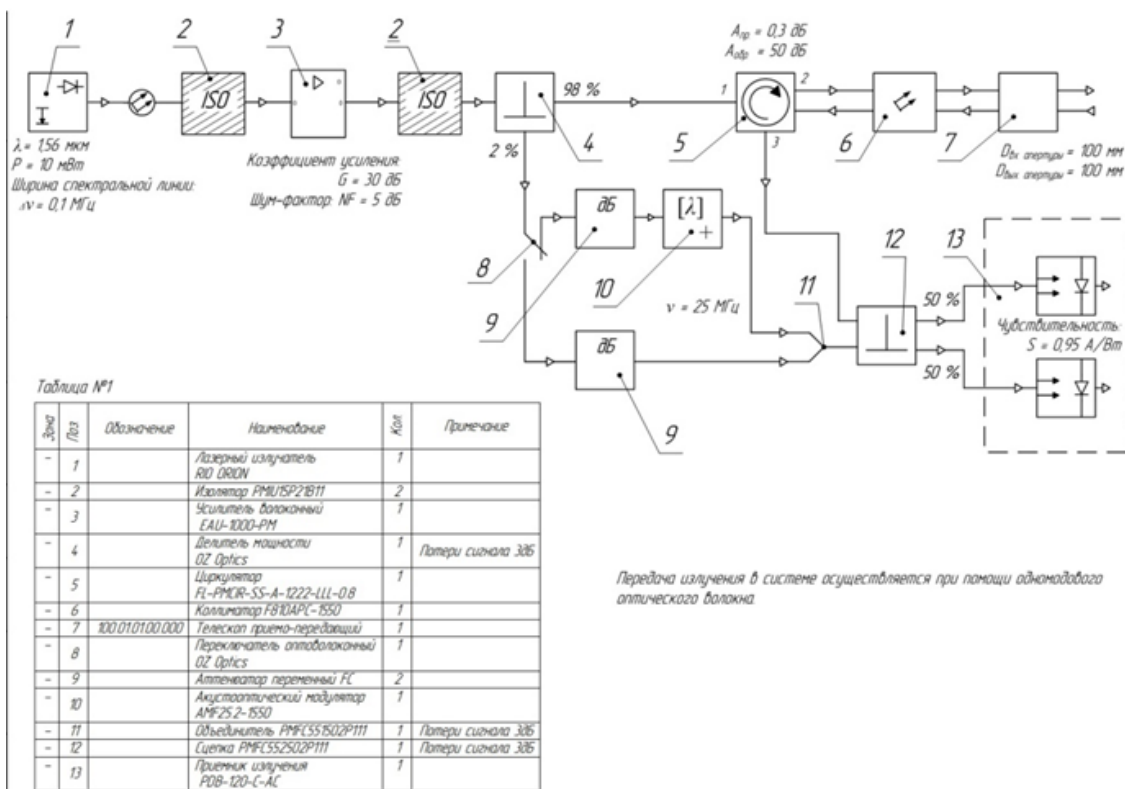 1
2
3
2
ISO
ISO
98 %
2 %
4
λ = 1,56 мкм
P = 10 мВт
Ширина спектральной линии:
Δν = 0,1 МГц
Коэффициент усиления:
G = 30 дБ
Шум-фактор: NF = 5 дБ
Aпр = 0,3 дБ
Aобр = 50 дБ
1
2
3
5
6
7
Dвх апертуры = 100 мм
Dвых апертуры = 100 мм
8
дБ
9
[λ]
+
10
ν = 25 МГц
11
12
13
50 %
50 %
Чувствительность:
S = 0,95 А/Вт
дБ
9
Таблица №1
Зона Поз Обозначение Наименование Кол. Примечание
- 1 Лазерный излучатель 1
RIO ORION
- 2 Изолятор PMIU15P21B11 2
- 3 Усилитель волоконный 1
EAU-1000-PM
- 4 Делитель мощности 1 Потери сигнала 3дБ
OZ Optics
- 5 Циркулятор 1
FL-PMCIR-SS-A-1222-LLL-0.8
- 6 Коллиматор F810APC-1550 1
- 7 100.01.01.00.000 Телескоп приемо-передающий 1
- 8 Переключатель оптоволоконный 1
OZ Optics
- 9 Аттенюатор переменный FC 2
- 10 Акустооптический модулятор 1
AMF25.2-1550
- 11 Объединитель PMFC551502P111 1 Потери сигнала 3дБ
- 12 Сцепка PMFC552502P111 1 Потери сигнала 3дБ
- 13 Приемник излучения 1
PDB-120-C-AC
Передача излучения в системе осуществляется при помощи одномодового
оптического волокна